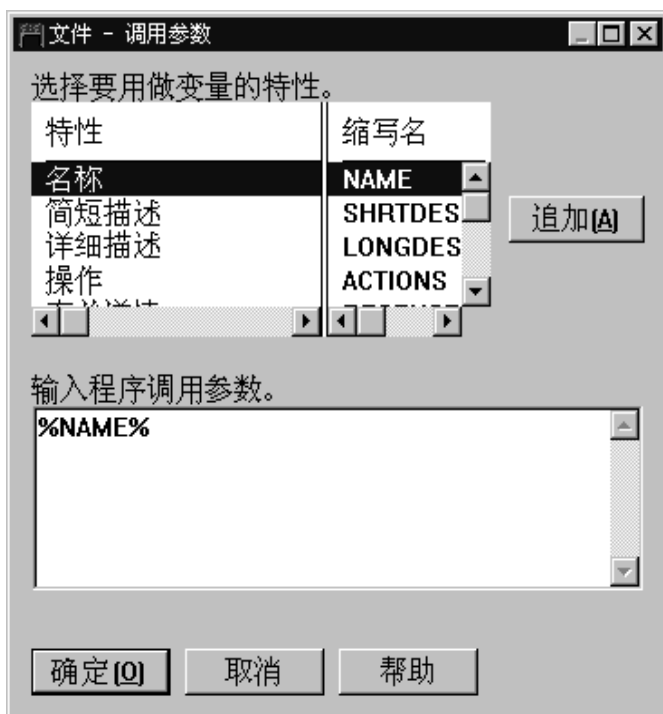 文件 - 调用参数
选择要用做变量的特性。
特性 缩写名
名称 NAME
简短描述 SHRTDES
详细描述 LONGDES
操作 ACTIONS
追加(A)
输入程序调用参数。
%NAME%
确定(O) 取消 帮助